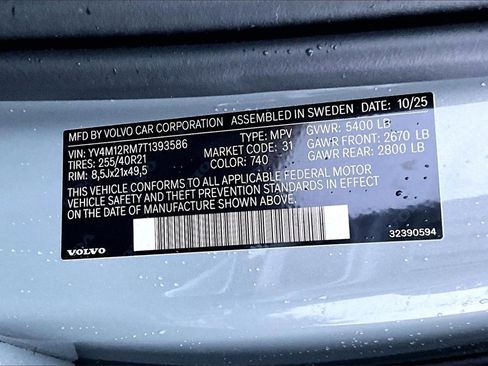 MFD BY VOLVO CAR CORPORATION ASSEMBLED IN SWEDEN DATE: 10/25
VIN: YV4M12RM7T1393586 TYPE: MPV GVWR: 5400 LB
TIRES: 255/40R21 MARKET CODE: 31 GAWR FRONT: 2670 LB
RIM: 8,5Jx21x49,5 COLOR: 740 GAWR REAR: 2800 LB
THIS VEHICLE CONFORMS TO ALL APPLICABLE FEDERAL MOTOR
VEHICLE SAFETY AND THEFT PREVENTION STANDARDS IN EFFECT ON
THE DATE OF MANUFACTURE SHOWN ABOVE.
VOLVO 32390594